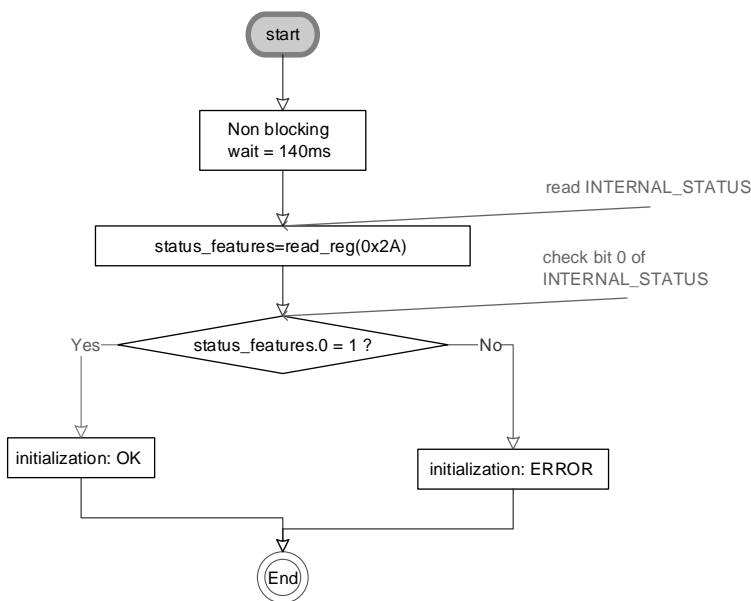 start
Non blocking
wait = 140ms
read INTERNAL_STATUS
status_features=read_reg(0x2A)
check bit 0 of
INTERNAL_STATUS
Yes
status_features.0 = 1 ?
No
initialization: OK
initialization: ERROR
End